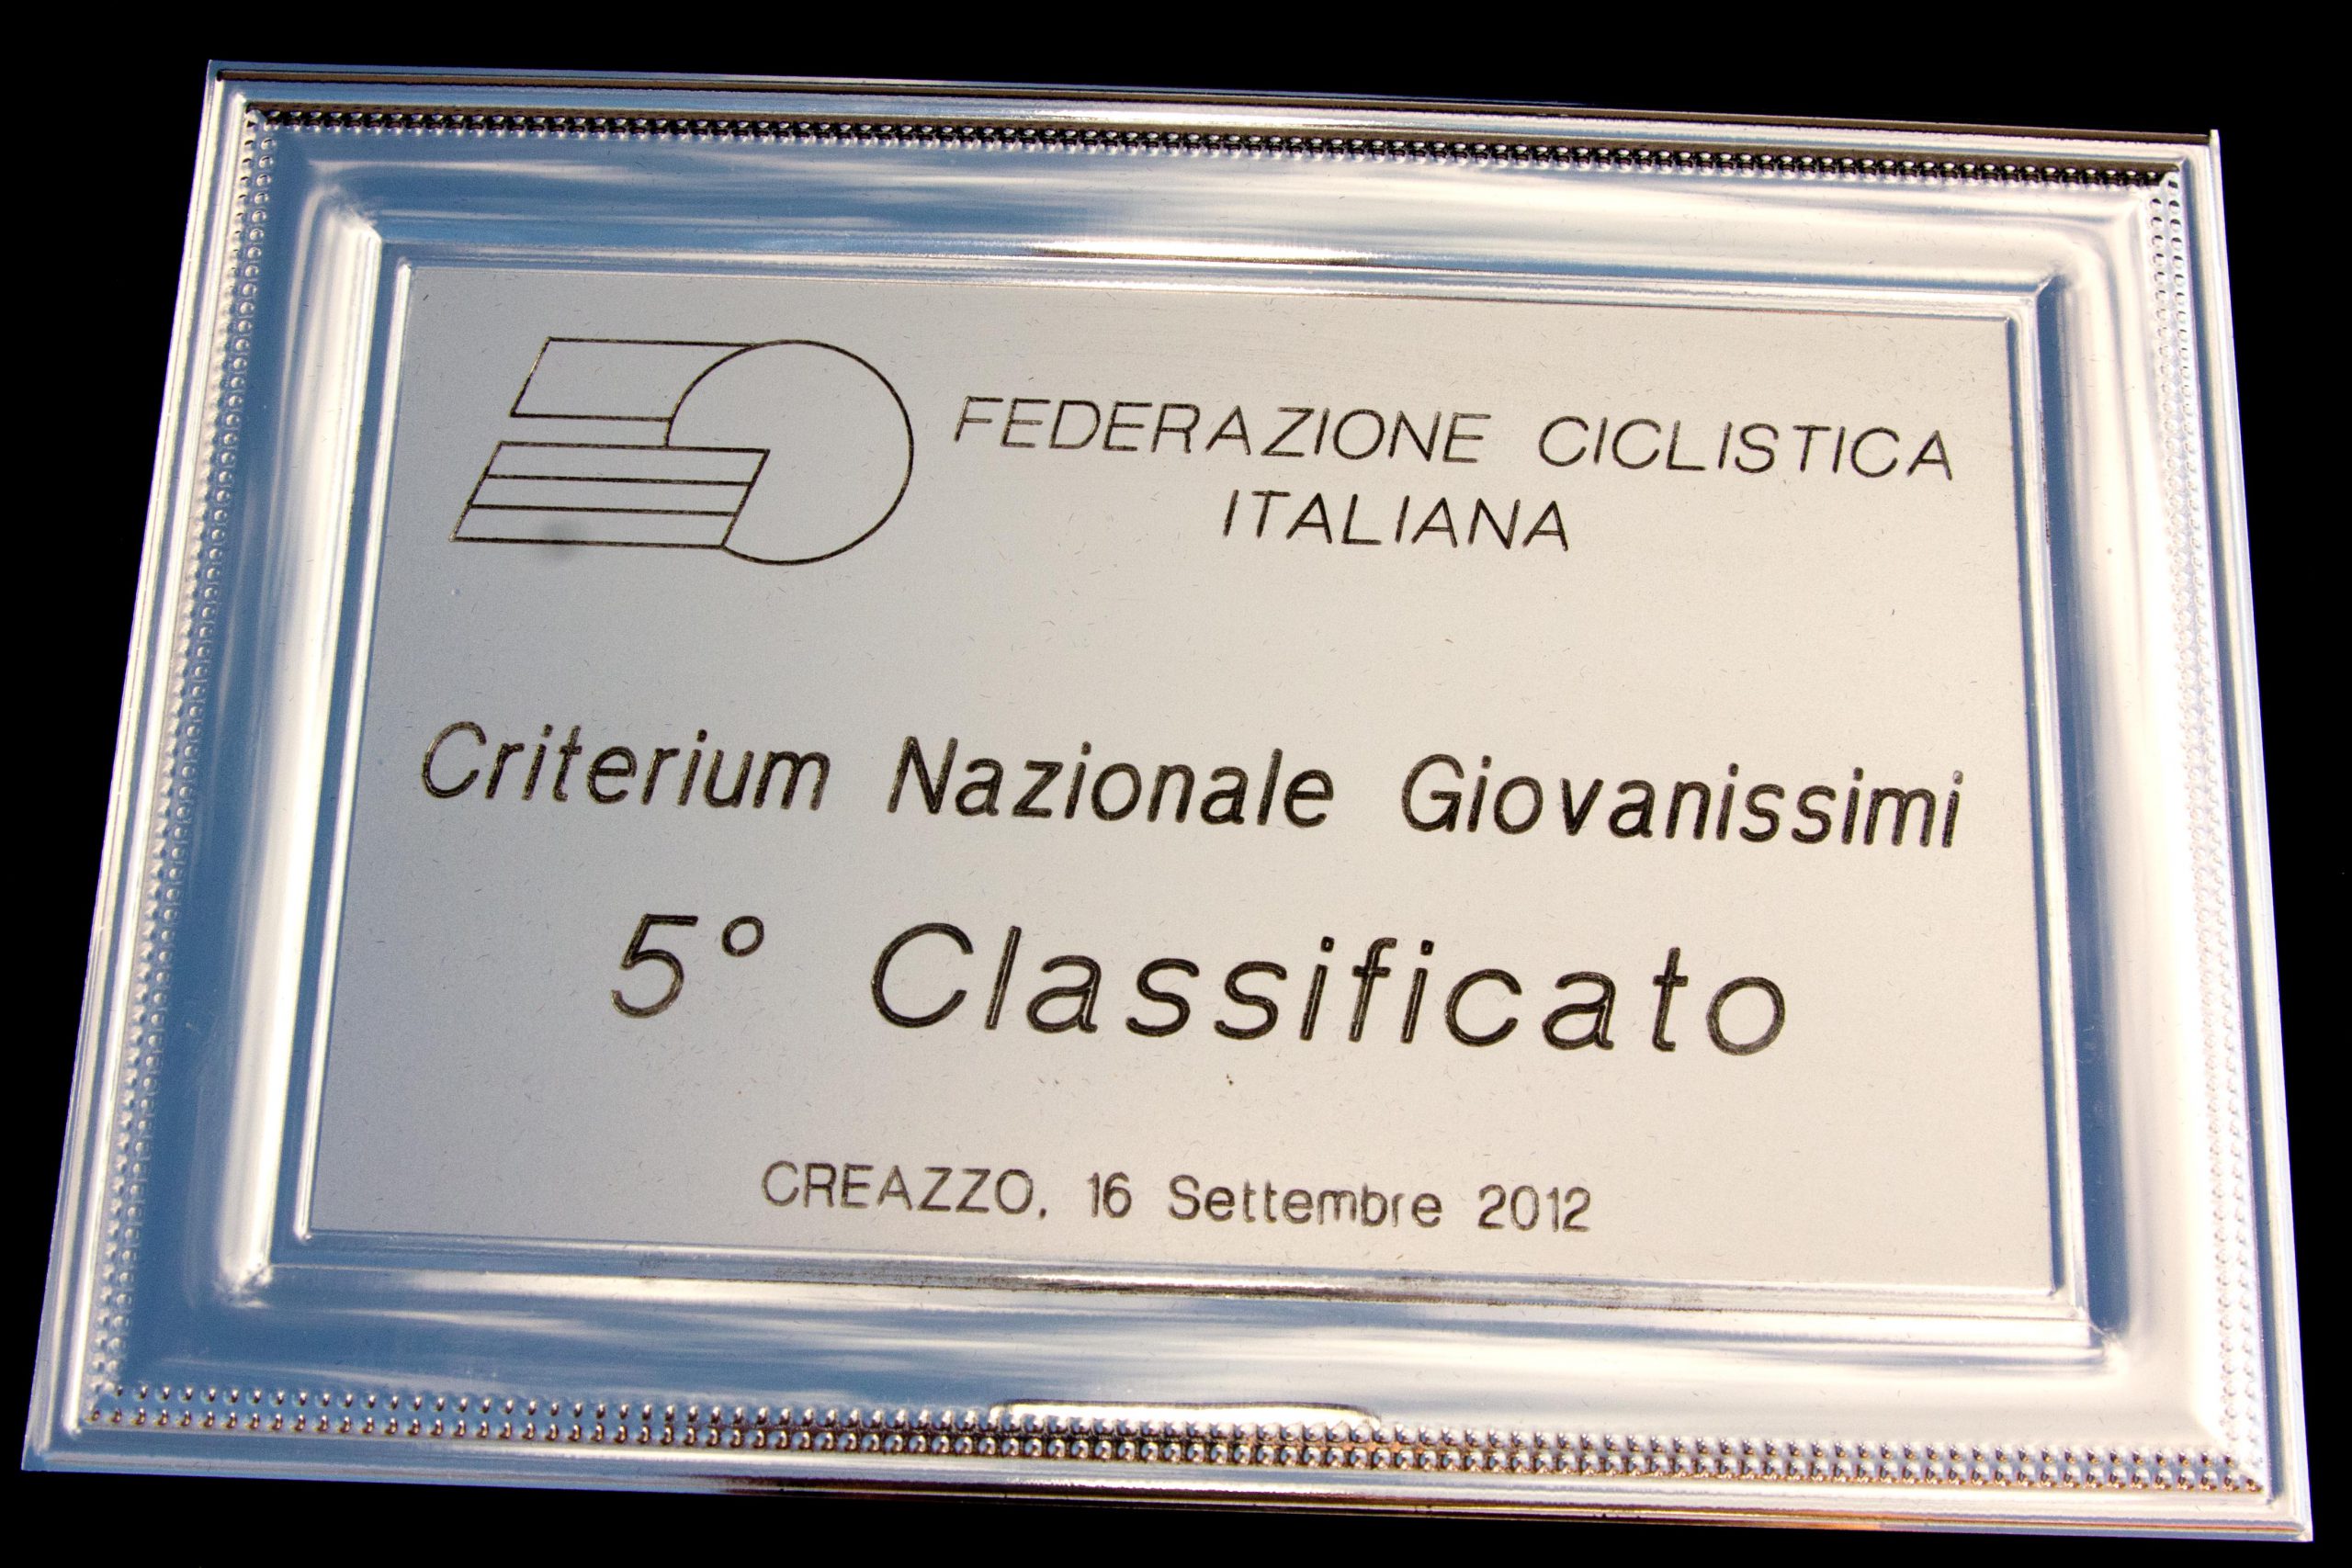 FEDERAZIONE CICLISTICA
ITALIANA
Criterium Nazionale Giovanissimi
5° Classificato
CREAZZO, 16 Settembre 2012